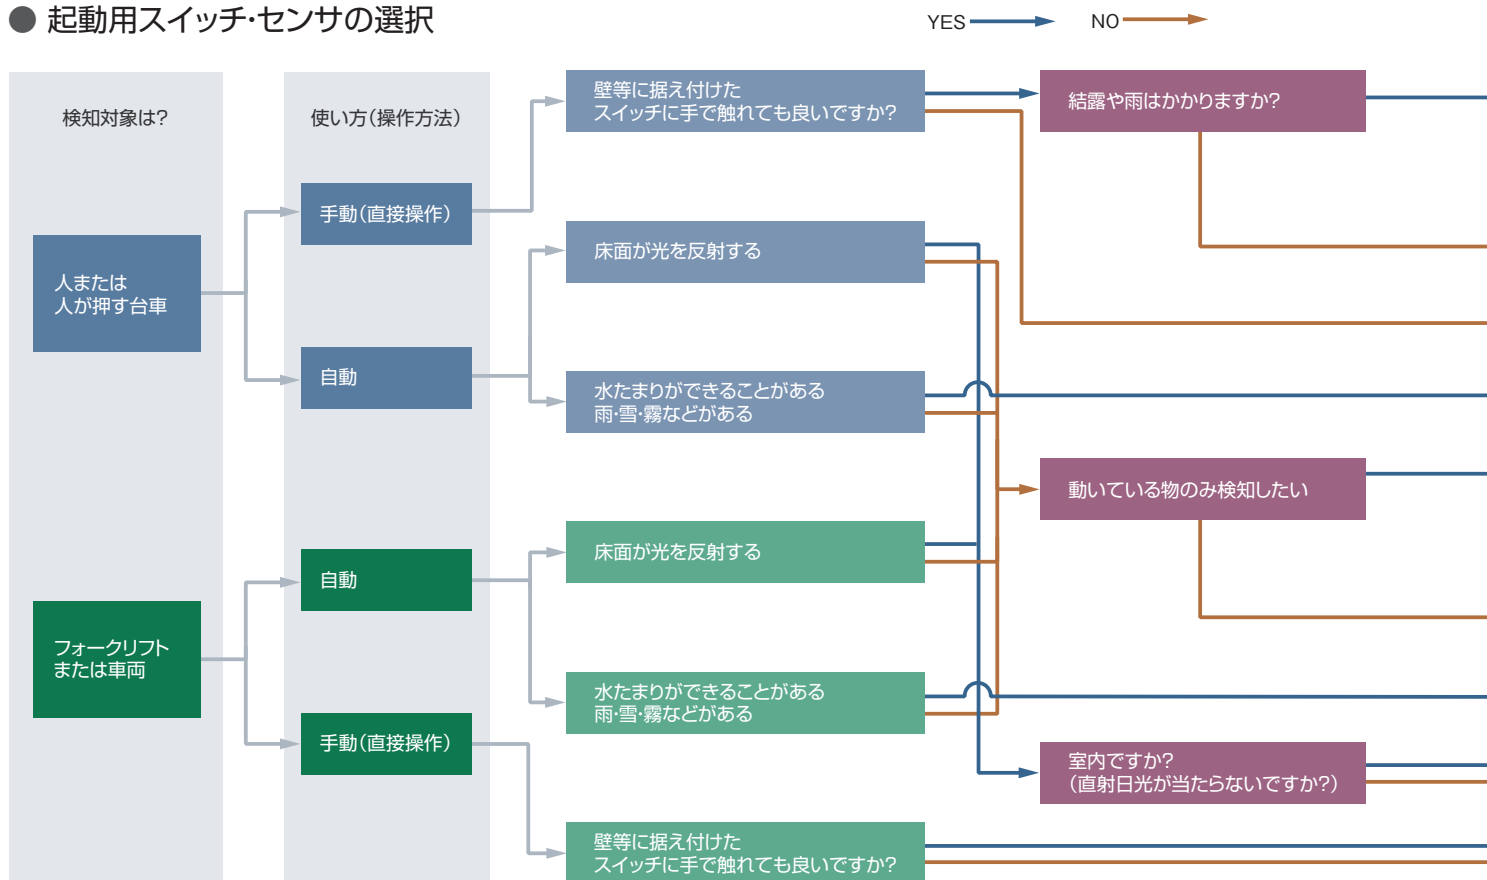 ● 起動用スイッチ・センサの選択
YES
NO
検知対象は?
使い方(操作方法)
壁等に据え付けた
スイッチに手で触れても良いですか?
結露や雨はかかりますか?
手動(直接操作)
床面が光を反射する
人または
人が押す台車
自動
水たまりができることがある
雨・雪・霧などがある
動いている物のみ検知したい
床面が光を反射する
自動
フォークリフト
または車両
水たまりができることがある
雨・雪・霧などがある
手動(直接操作)
室内ですか?
(直射日光が当たらないですか?)
壁等に据え付けた
スイッチに手で触れても良いですか?